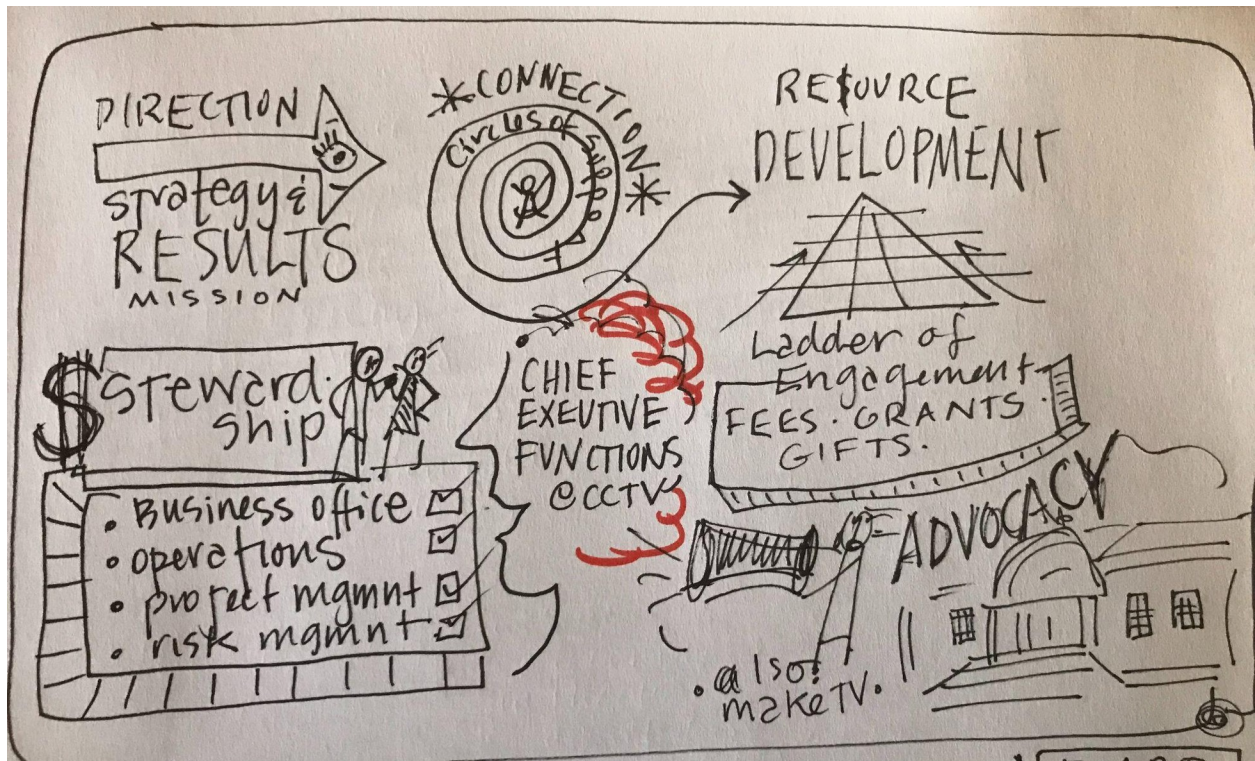 DIRECTION
strategy &
RESULTS
MISSION
*CONNECTION*
Circles of
RE$OURCE
DEVELOPMENT
Ladder of
Engagement
FEES. GRANTS.
GIFTS.
$ Steward.
ship
• Business office
• operations
• project mgmnt
• risk mgmnt
CHIEF
EXEUTIVE
FUNCTIONS
@CCTV
ADVOCACY
• also!
make TV.